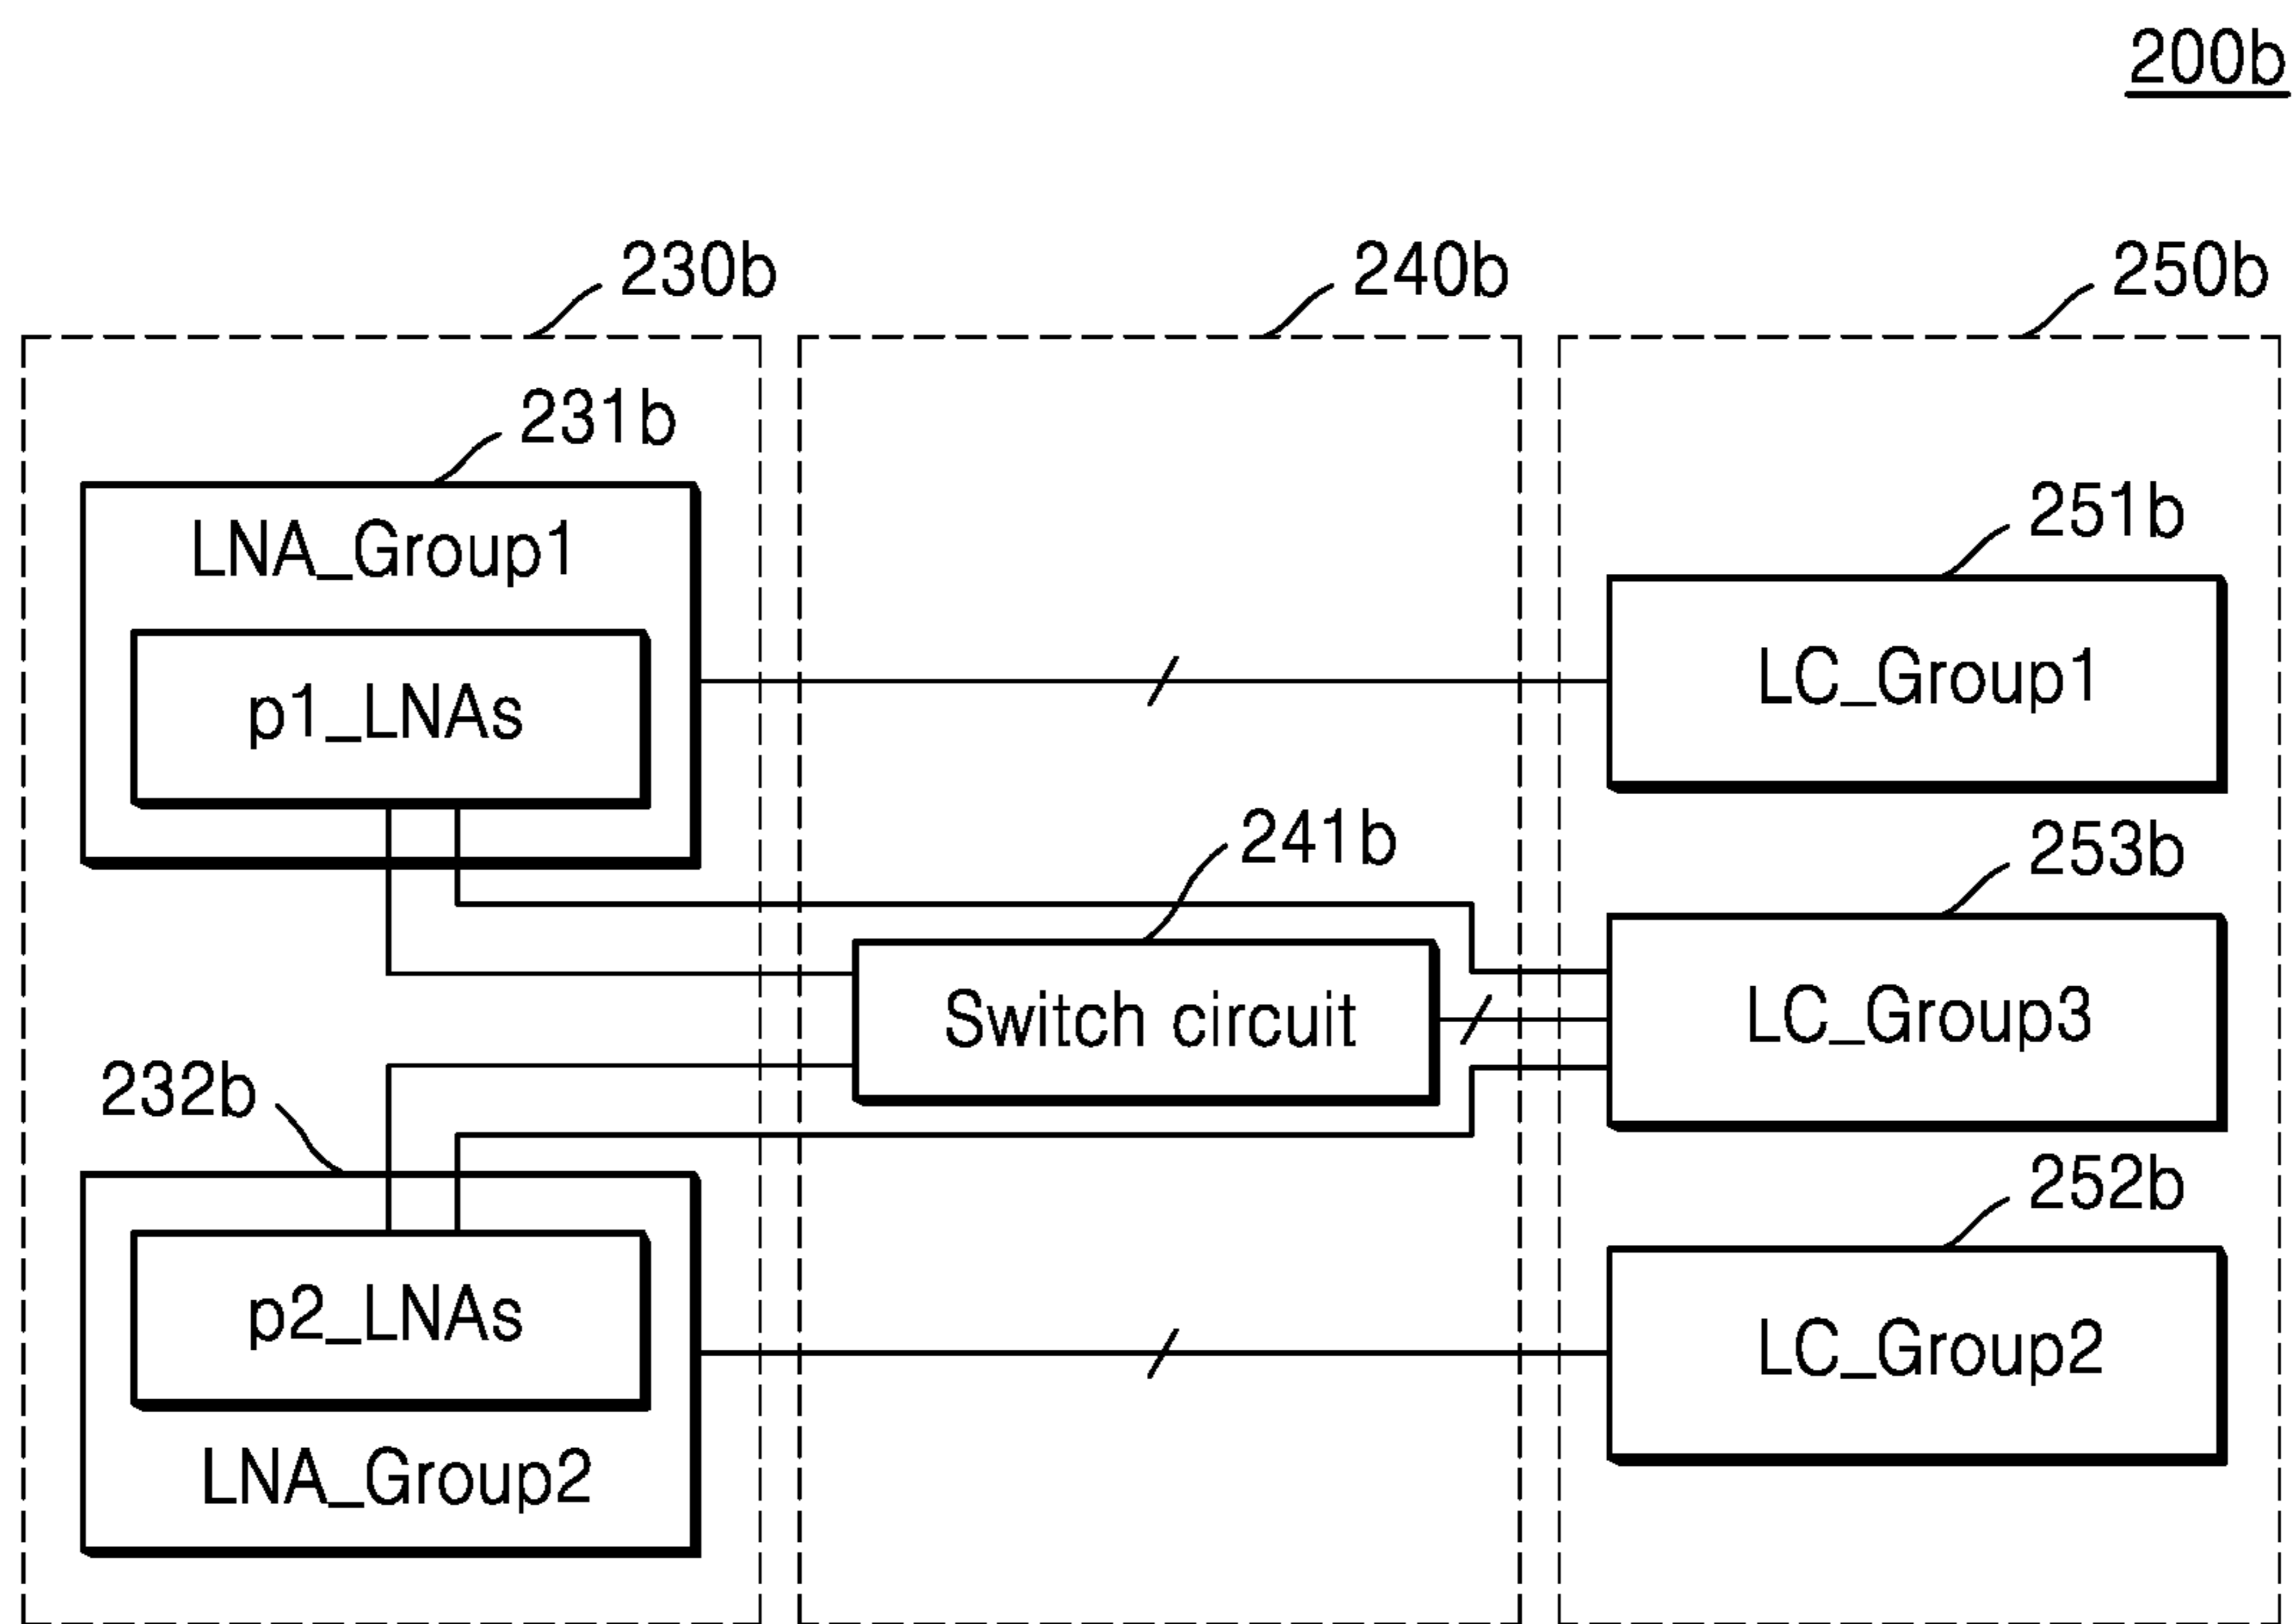 200b
230b
240b
250b
231b
LNA_Group1
251b
p1_LNAs
LC_Group1
241b
253b
Switch circuit
LC_Group3
232b
252b
p2_LNAs
LC_Group2
LNA_Group2